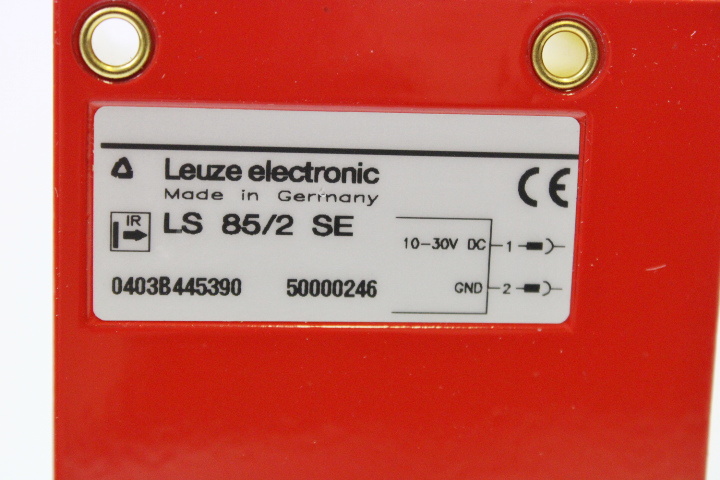 Leuze electronic
Made in Germany
CE
IR
LS 85/2 SE
10-30V DC 1
0403B445390 50000246
GND 2